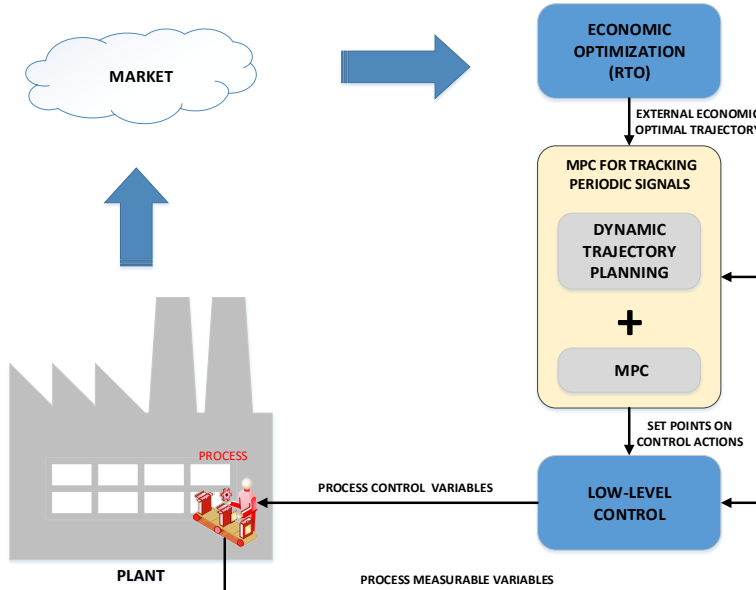 MARKET
ECONOMIC
OPTIMIZATION
(RTO)
EXTERNAL ECONOMIC
OPTIMAL TRAJECTORY
MPC FOR TRACKING
PERIODIC SIGNALS
DYNAMIC
TRAJECTORY
PLANNING
+
MPC
SET POINTS ON
CONTROL ACTIONS
LOW-LEVEL
CONTROL
PROCESS CONTROL VARIABLES
PROCESS
PLANT
PROCESS MEASURABLE VARIABLES